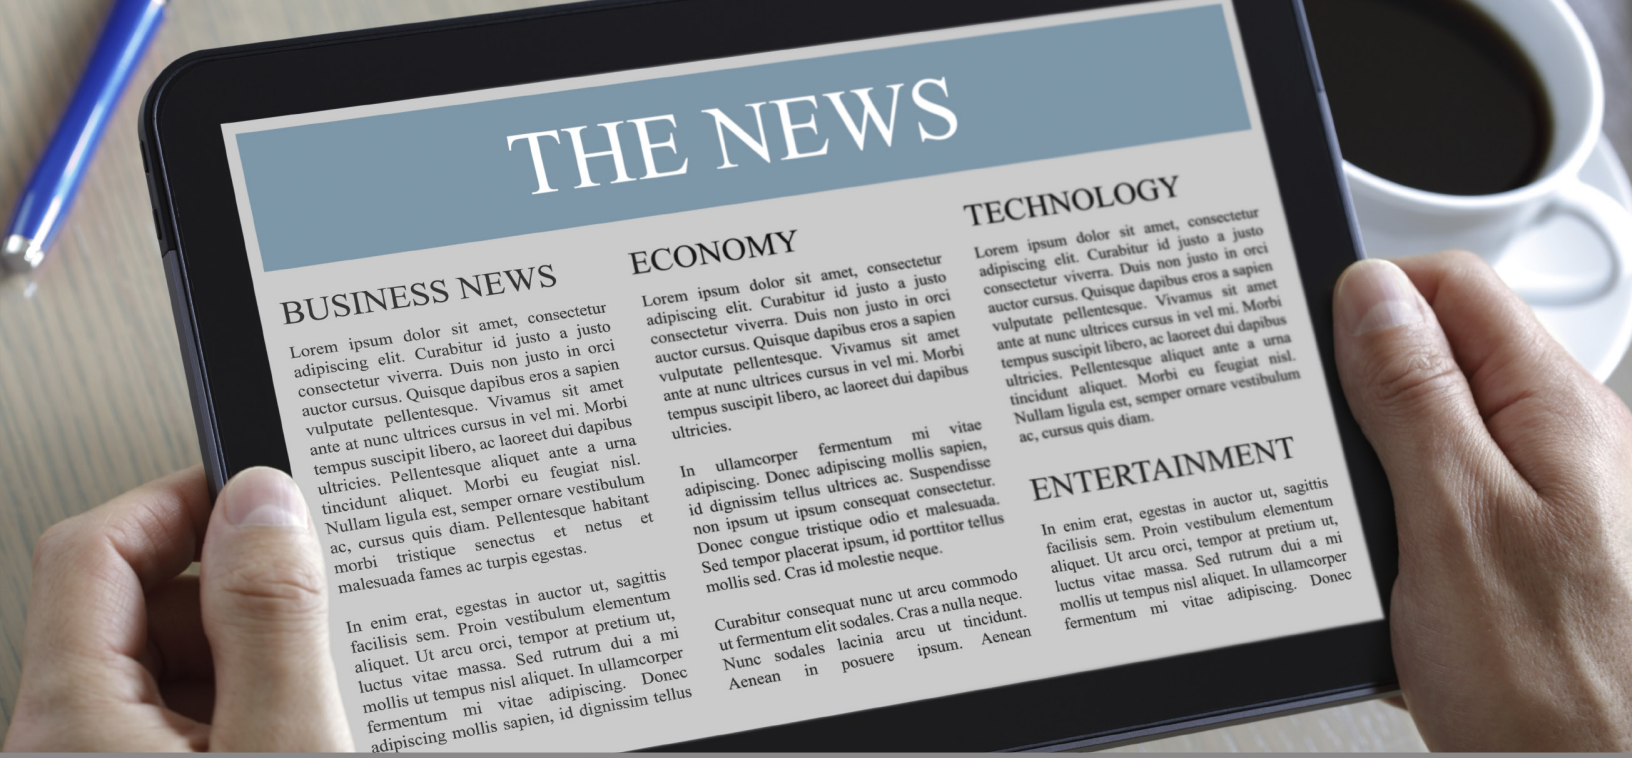 THE NEWS
BUSINESS NEWS
Lorem ipsum dolor sit amet, consectetur
adipiscing elit. Curabitur id justo a justo
consectetur viverra. Duis non justo in orci
auctor cursus. Quisque dapibus eros a sapien
vulputate pellentesque. Vivamus sit amet
ante at nunc ultrices cursus in vel mi. Morbi
tempus suscipit libero, ac laoreet dui dapibus
ultricies. Pellentesque aliquet ante a urna
tincidunt aliquet. Morbi eu feugiat nisl.
Nullam ligula est, semper ornare vestibulum
ac, cursus quis diam. Pellentesque habitant
morbi tristique senectus et netus et
malesuada fames ac turpis egestas.
In enim erat, egestas in auctor ut, sagittis
facilisis sem. Proin vestibulum elementum
aliquet. Ut arcu orci, tempor at pretium ut,
luctus vitae massa. Sed rutrum dui a mi
mollis ut tempus nisl aliquet. In ullamcorper
fermentum mi vitae adipiscing. Donec
adipiscing mollis sapien, id dignissim tellus
ECONOMY
Lorem ipsum dolor sit amet, consectetur
adipiscing elit. Curabitur id justo a justo
consectetur viverra. Duis non justo in orci
auctor cursus. Quisque dapibus eros a sapien
vulputate pellentesque. Vivamus sit amet
ante at nunc ultrices cursus in vel mi. Morbi
tempus suscipit libero, ac laoreet dui dapibus
ultricies.
In ullamcorper fermentum mi vitae
adipiscing. Donec adipiscing mollis sapien,
id dignissim tellus ultrices ac. Suspendisse
non ipsum ut ipsum consequat consectetur.
Donec congue tristique odio et malesuada.
Sed tempor placerat ipsum, id porttitor tellus
mollis sed. Cras id molestie neque.
Curabitur consequat nunc ut arcu commodo
ut fermentum elit sodales. Cras a nulla neque.
Nunc sodales lacinia arcu ut tincidunt.
Aenean in posuere ipsum. Aenean
TECHNOLOGY
Lorem ipsum dolor sit amet, consectetur
adipiscing elit. Curabitur id justo a justo
consectetur viverra. Duis non justo in orci
auctor cursus. Quisque dapibus eros a sapien
vulputate pellentesque. Vivamus sit amet
ante at nunc ultrices cursus in vel mi. Morbi
tempus suscipit libero, ac laoreet dui dapibus
ultricies. Pellentesque aliquet ante a urna
tincidunt aliquet. Morbi eu feugiat nisl.
Nullam ligula est, semper ornare vestibulum
ac, cursus quis diam.
ENTERTAINMENT
In enim erat, egestas in auctor ut, sagittis
facilisis sem. Proin vestibulum elementum
aliquet. Ut arcu orci, tempor at pretium ut,
luctus vitae massa. Sed rutrum dui a mi
mollis ut tempus nisl aliquet. In ullamcorper
fermentum mi vitae adipiscing. Donec